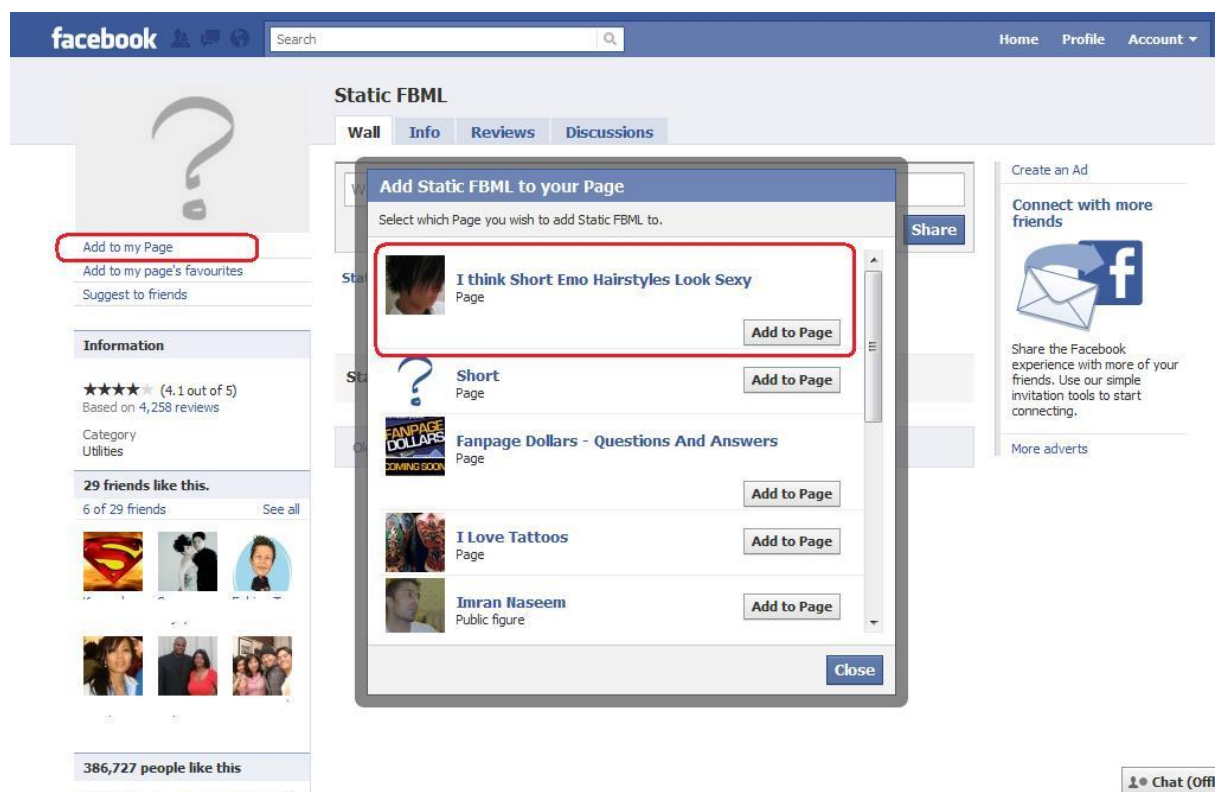 facebook
Search
Home Profile Account
Static FBML
Wall Info Reviews Discussions
Add to my Page
Add to my page's favourites
Suggest to friends
Information
(4.1 out of 5)
Based on 4,258 reviews
Category
Utilities
29 friends like this.
6 of 29 friends See all
386,727 people like this
W
Share
Add Static FBML to your Page
Select which Page you wish to add Static FBML to.
I think Short Emo Hairstyles Look Sexy
Page
Add to Page
Short
Page
Add to Page
FANPAGE
DOLLARS
COMING SOON
Fanpage Dollars - Questions And Answers
Page
Add to Page
I Love Tattoos
Page
Add to Page
Imran Naseem
Public figure
Add to Page
Close
Create an Ad
Connect with more
friends
f
Share the Facebook
experience with more of your
friends. Use our simple
invitation tools to start
connecting.
More adverts
Chat (Offl